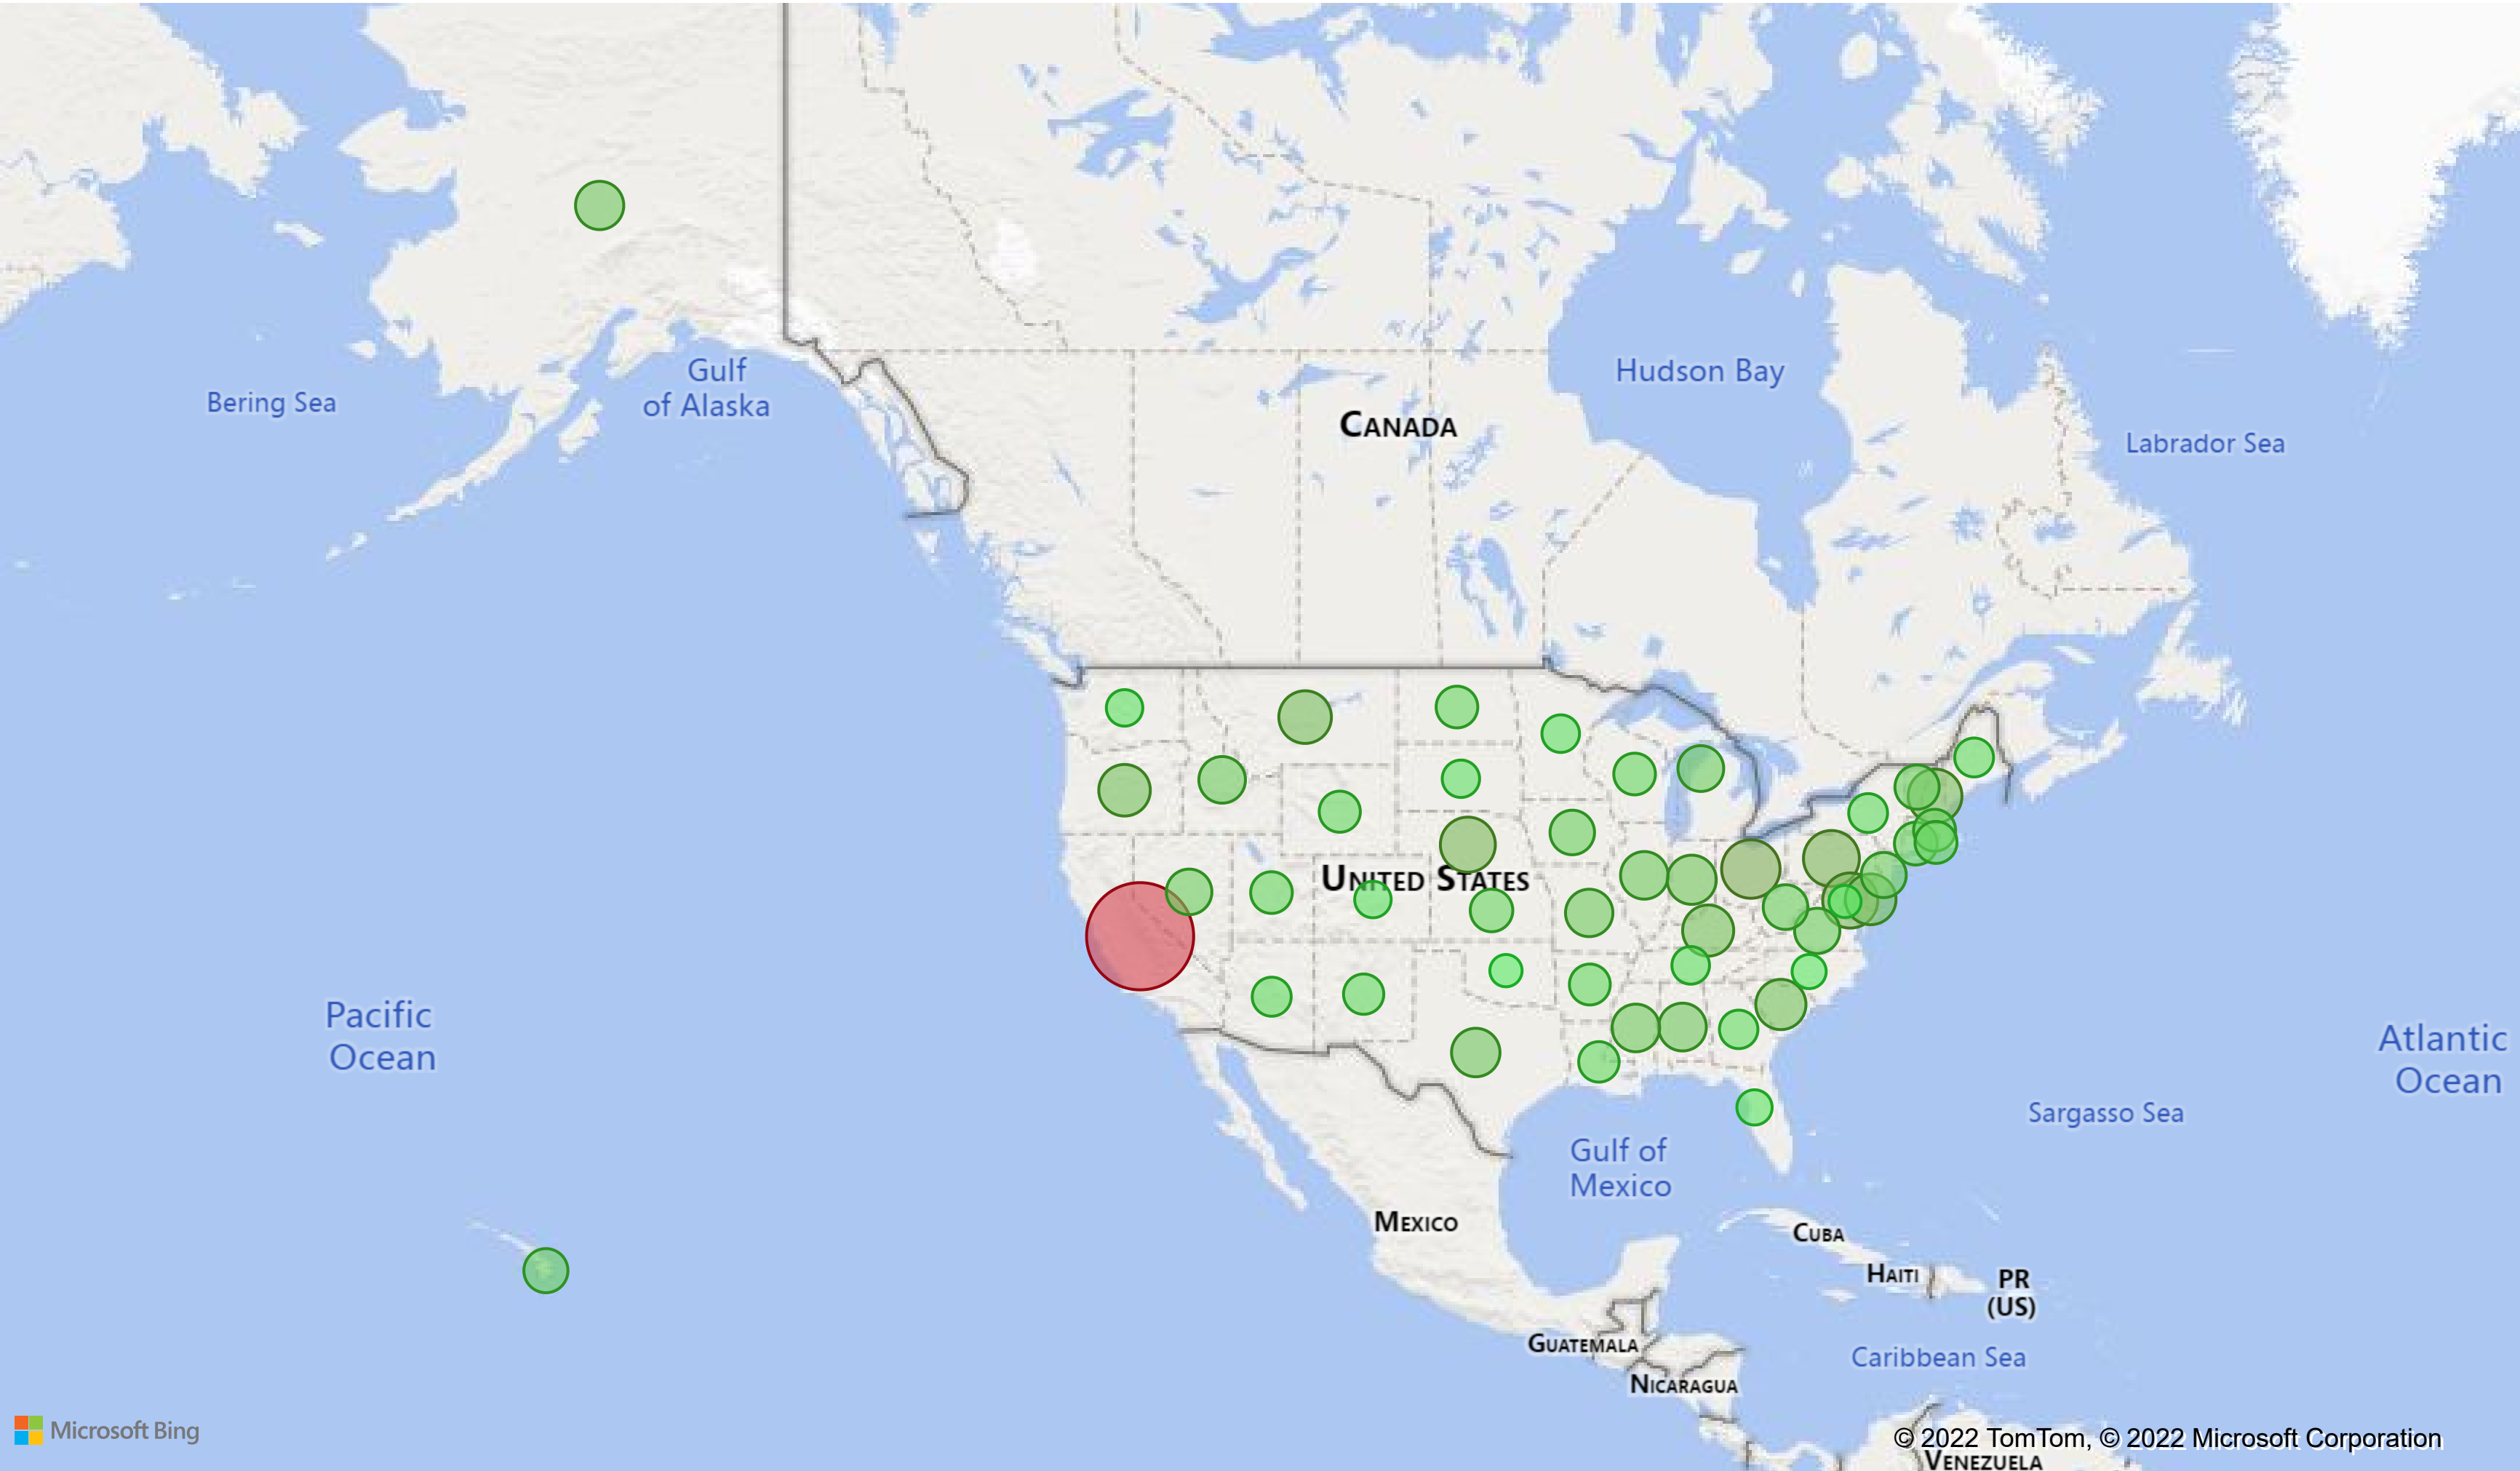 Gulf
of Alaska
Bering Sea
Hudson Bay
CANADA
Labrador Sea
UNITED STATES
Pacific
Ocean
Atlantic
Ocean
Sargasso Sea
Gulf of
Mexico
MEXICO
CUBA
HAITI
PR
(US)
GUATEMALA
Caribbean Sea
NICARAGUA
Microsoft Bing
© 2022 TomTom, © 2022 Microsoft Corporation
VENEZUELA